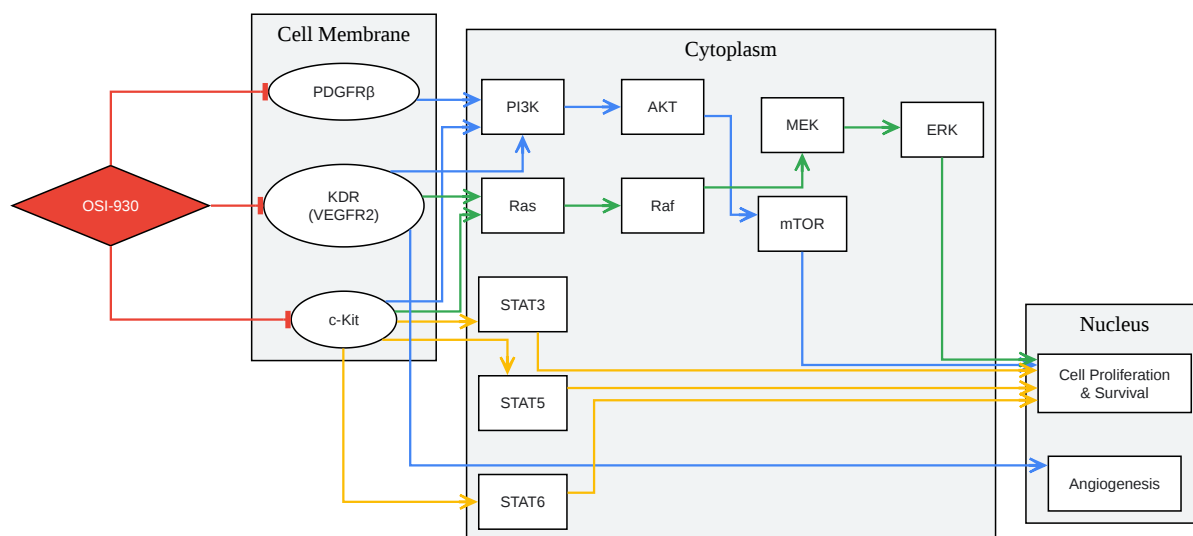 Cell Membrane
Cytoplasm
PDGFRβ
PI3K
AKT
MEK
ERK
OSI-930
KDR
(VEGFR2)
Ras
Raf
mTOR
c-Kit
STAT3
STAT5
STAT6
Nucleus
Cell Proliferation
& Survival
Angiogenesis